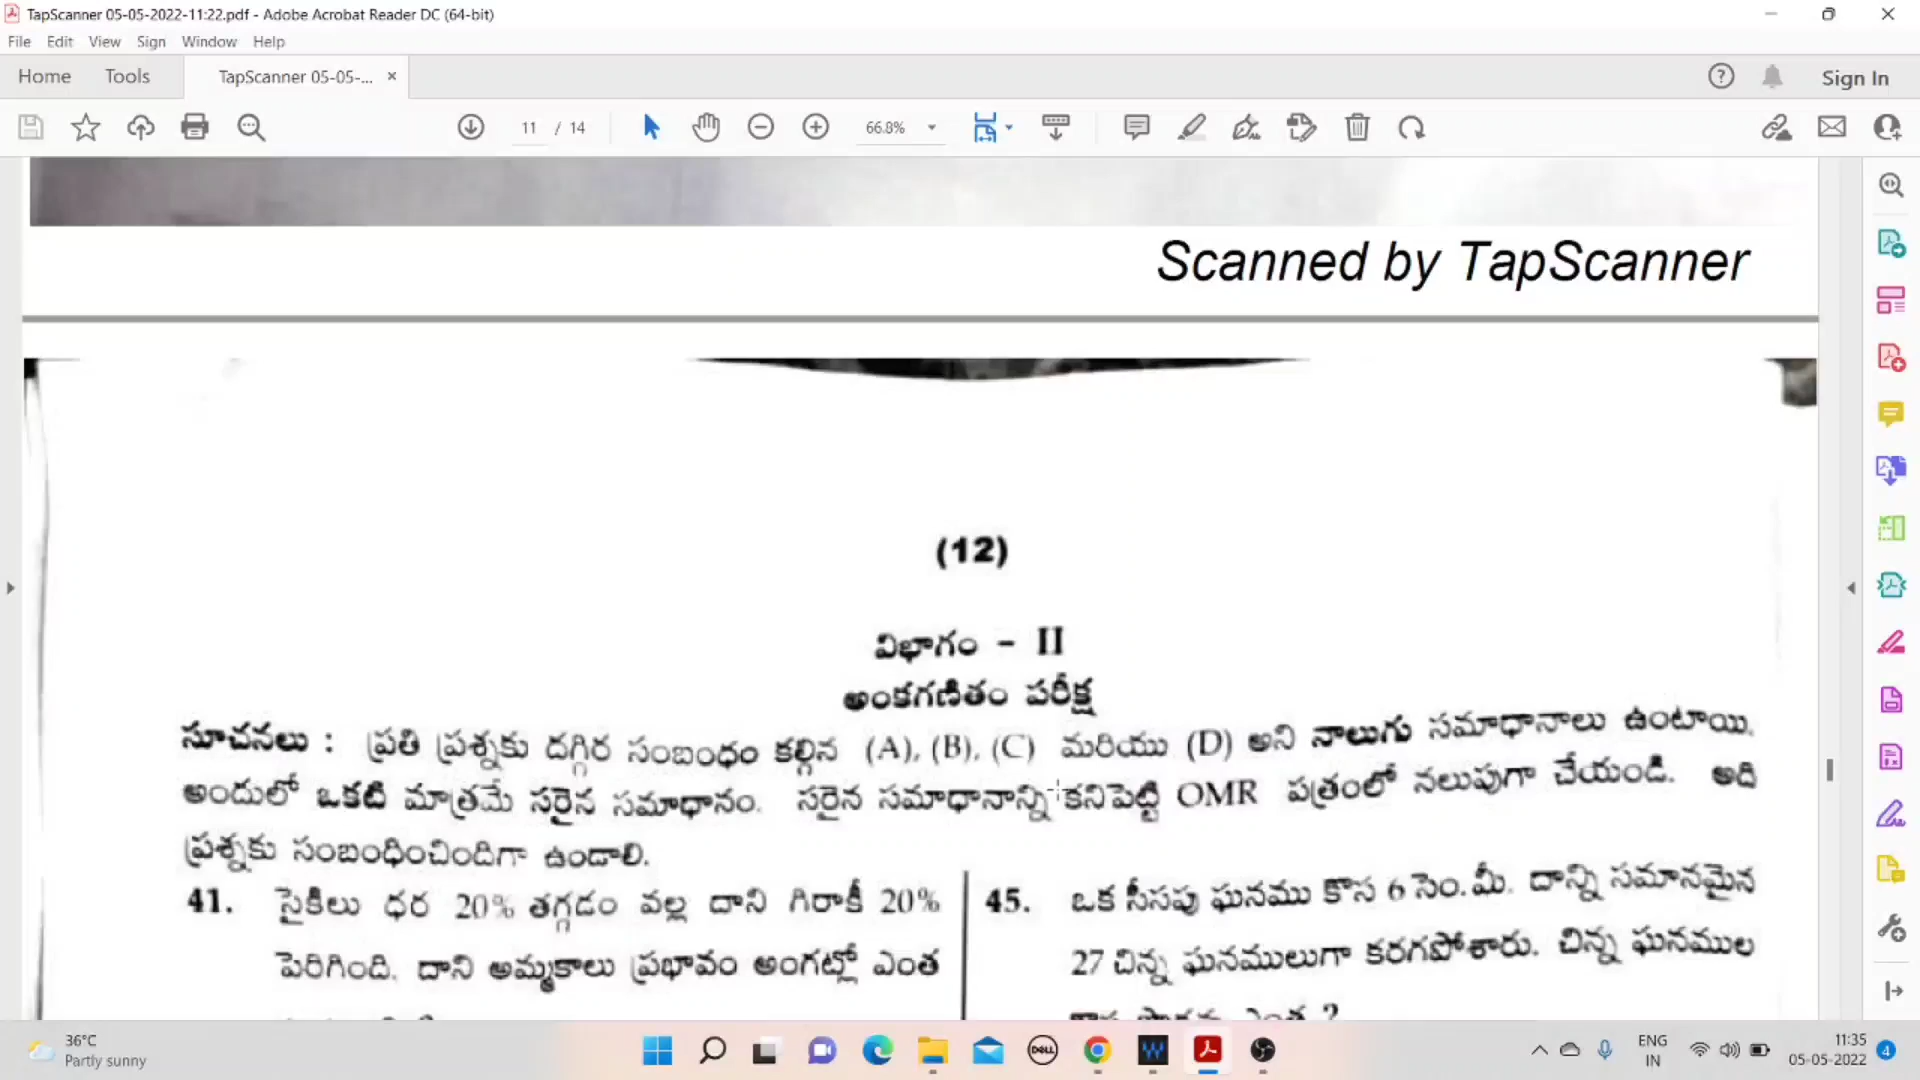 TapScanner 05-05-2022-11:22.pdf - Adobe Acrobat Reader DC (64-bit)
File Edit View Sign Window Help
Home Tools TapScanner 05-05-... × Sign In
11 / 14 66.8%
Scanned by TapScanner
(12)
విభాగం - II
అంకగణితం పరీక్ష
సూచనలు : ప్రతి ప్రశ్నకు దగ్గిర సంబంధం కల్గిన (A), (B), (C) మరియు (D) అని నాలుగు సమాధానాలు ఉంటాయి.
అందులో ఒకటి మాత్రమే సరైన సమాధానం. సరైన సమాధానాన్ని కనిపెట్టి OMR పత్రంలో నలుపుగా చేయండి. అది
ప్రశ్నకు సంబంధించిందిగా ఉండాలి.
41. సైకిలు ధర 20% తగ్గడం వల్ల దాని గిరాకీ 20%
పెరిగింది. దాని అమ్మకాలు ప్రభావం అంగట్లో ఎంత
45. ఒక సీసపు ఘనము కొస 6 సెం.మీ. దాన్ని సమానమైన
27 చిన్న ఘనములుగా కరగపోశారు. చిన్న ఘనముల
36°C
Partly sunny
DELL
ENG
IN
11:35
05-05-2022
4